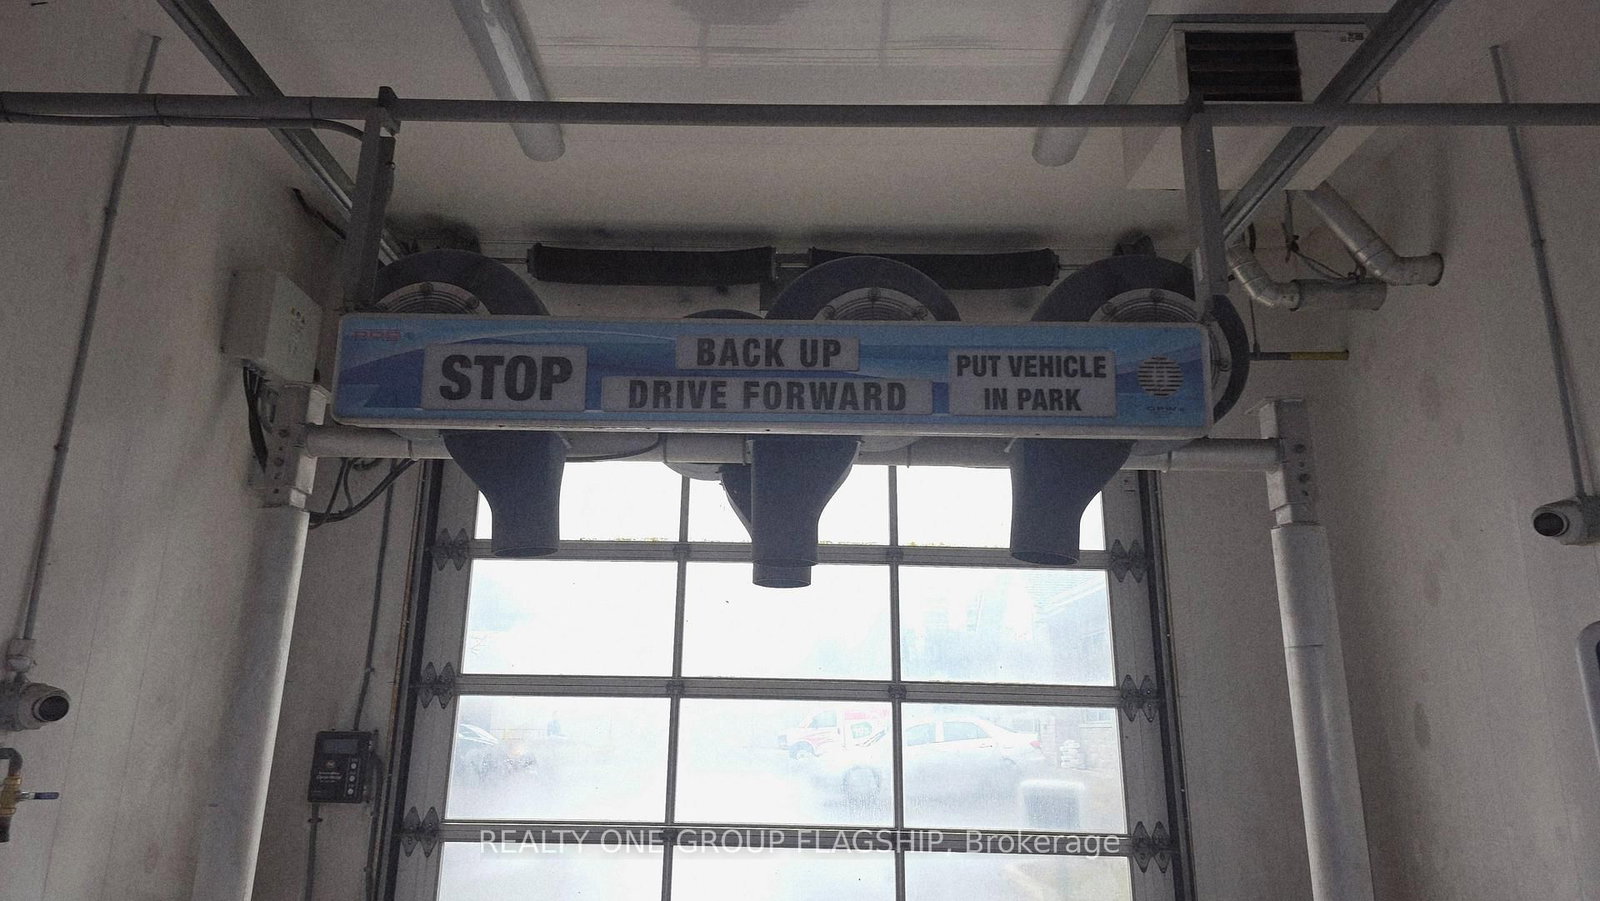 STOP
BACK UP
DRIVE FORWARD
PUT VEHICLE
IN PARK
REALTY ONE GROUP FLAGSHIP, Brokerage